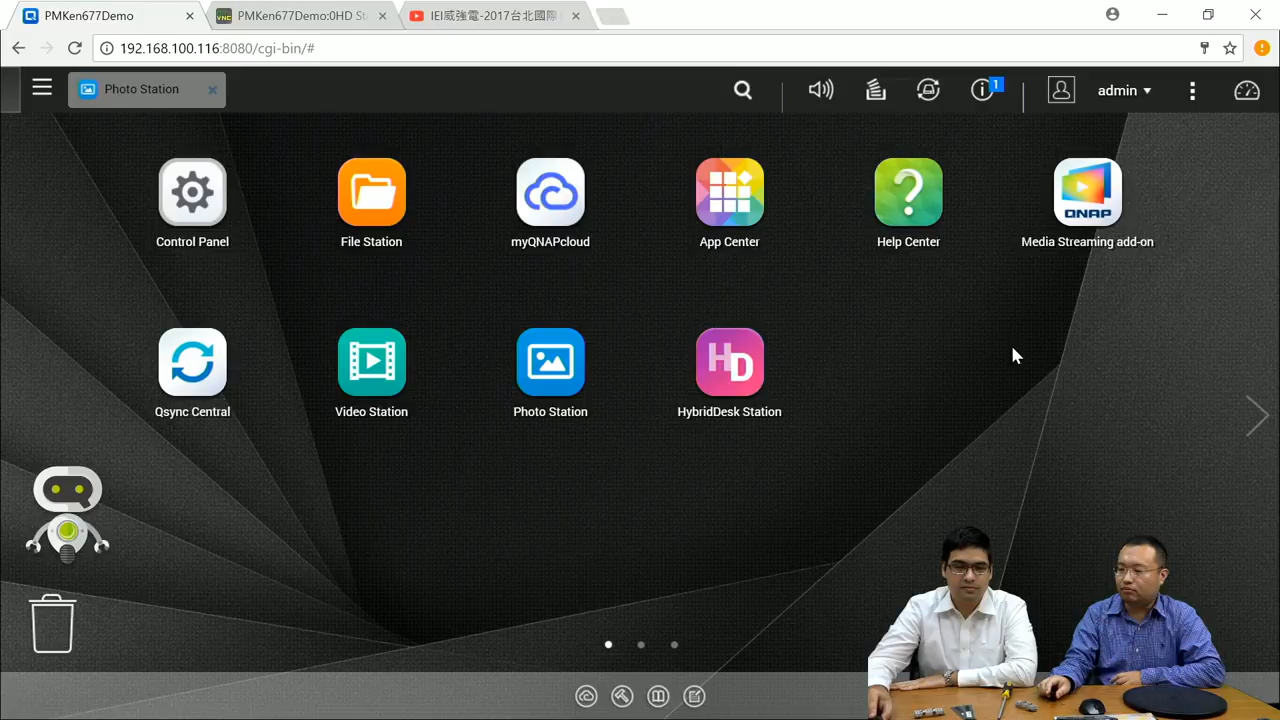 PMKen677Demo
VNC PMKen677Demo:0HD St
IEI威強電-2017台北國際
192.168.100.116:8080/cgi-bin/#
Photo Station
1
admin
Control Panel
File Station
myQNAPcloud
App Center
Help Center
QNAP
Media Streaming add-on
Qsync Central
Video Station
Photo Station
HD
HybridDesk Station